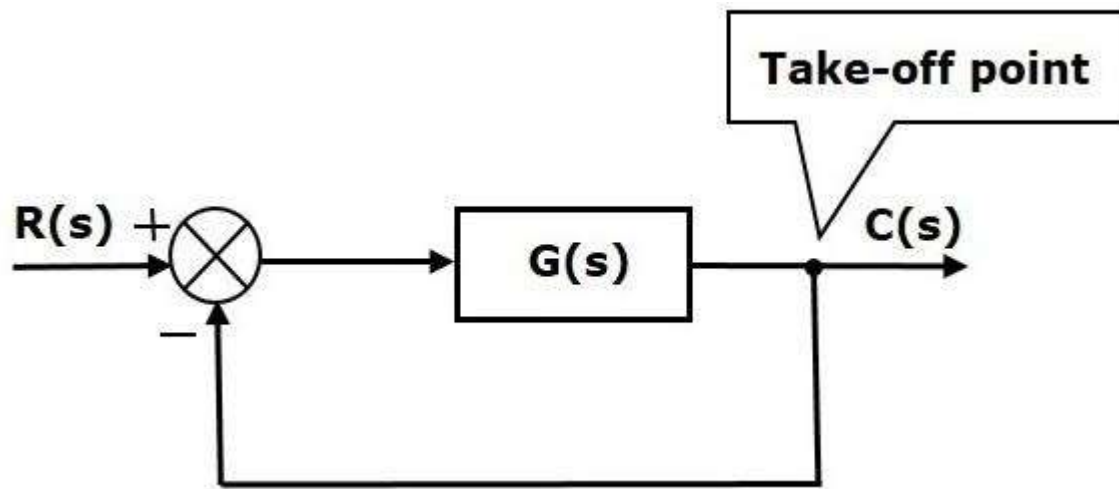 Take-off point
R(s) +
C(s)
G(s)
−